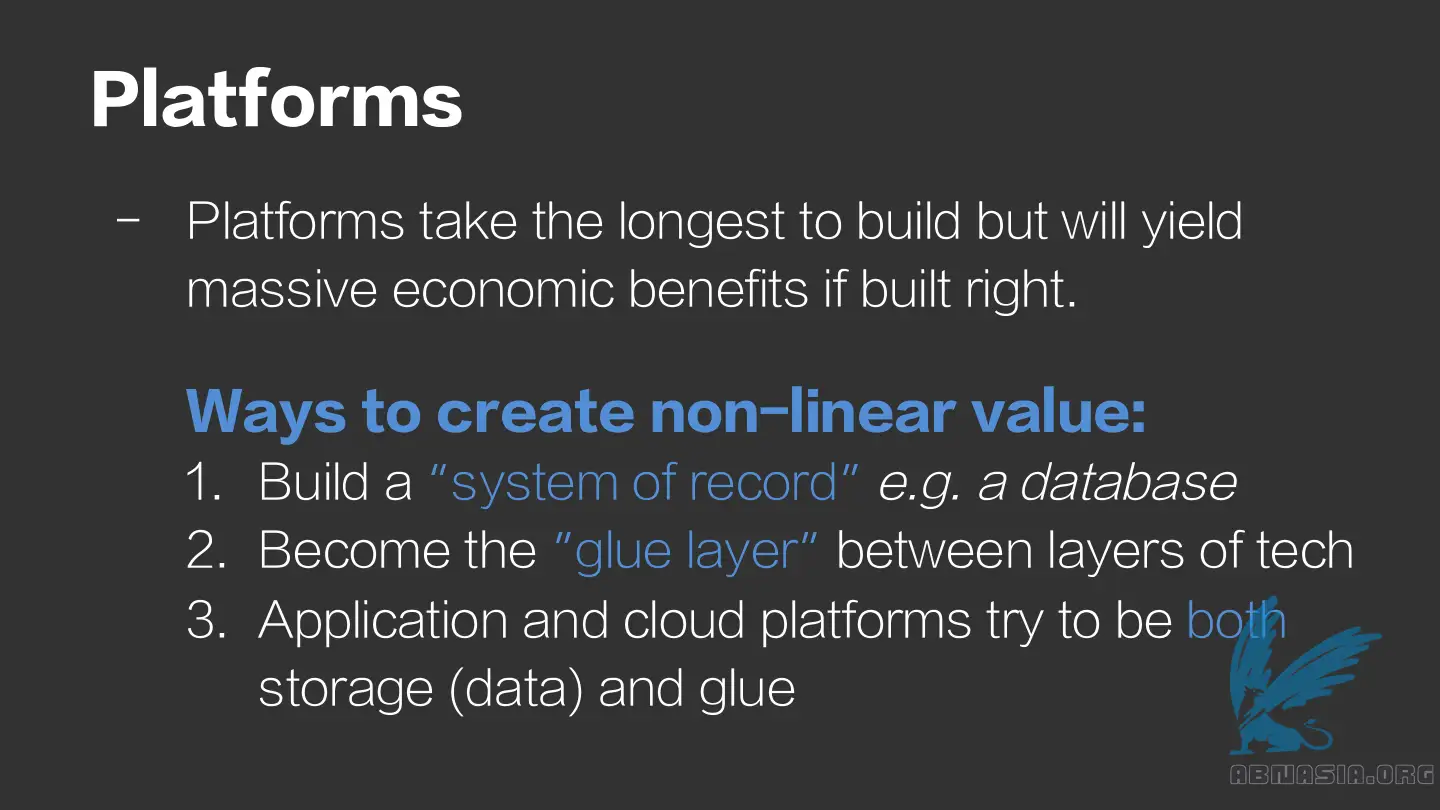 Platforms
- Platforms take the longest to build but will yield
massive economic benefits if built right.
Ways to create non-linear value:
1. Build a "system of record" e.g. a database
2. Become the "glue layer" between layers of tech
3. Application and cloud platforms try to be both
storage (data) and glue
ABNASIA.ORG